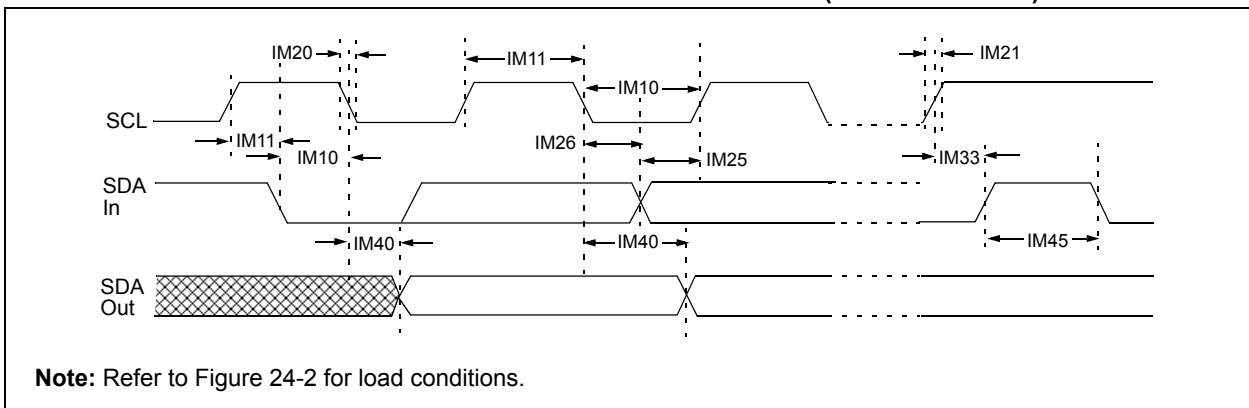 IM20
IM11
IM21
IM10
SCL
IM11
IM26
IM10
IM25
IM33
SDA
In
IM40
IM40
IM45
SDA
Out
Note: Refer to Figure 24-2 for load conditions.